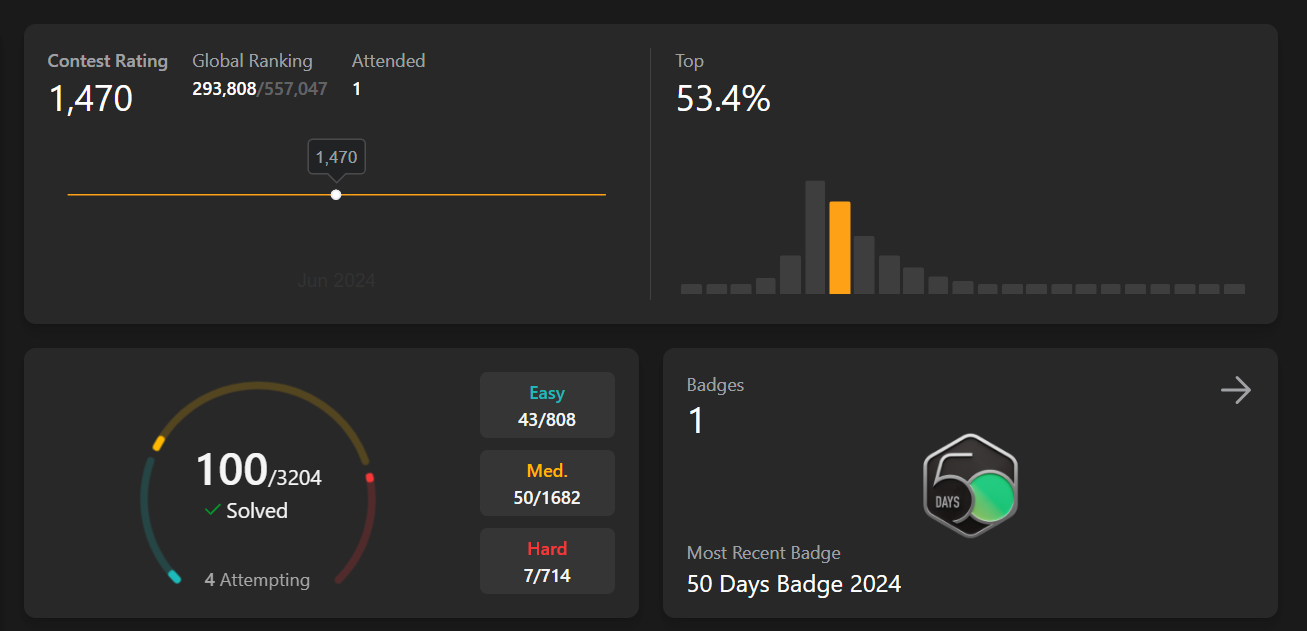 Contest Rating
1,470
Global Ranking
293,808/557,047
Attended
1
1,470
Jun 2024
Top
53.4%
100/3204
Solved
4 Attempting
Easy
43/808
Med.
50/1682
Hard
7/714
Badges
1
50
DAYS
Most Recent Badge
50 Days Badge 2024